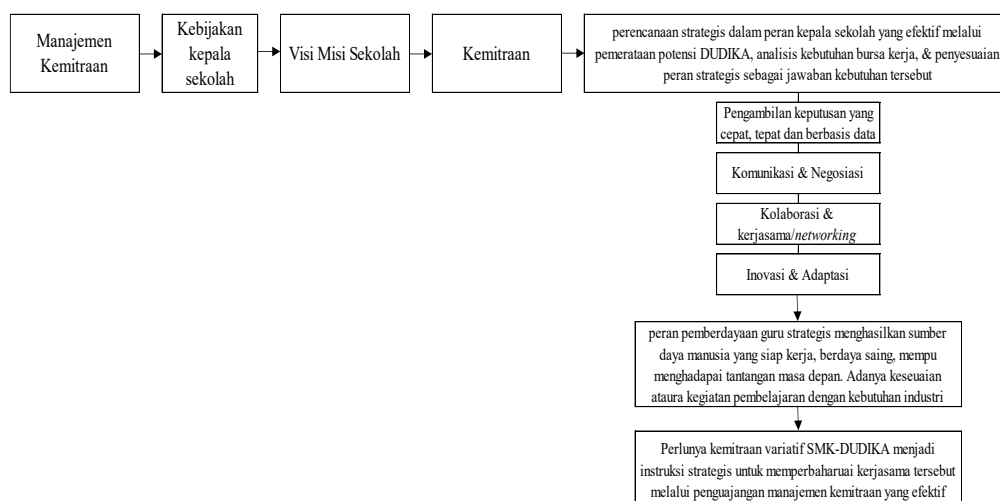 Manajemen
Kemitraan
Kebijakan
kepala
sekolah
Visi Misi Sekolah
Kemitraan
perencanaan strategis dalam peran kepala sekolah yang efektif melalui
pemerataan potensi DUDIKA, analisis kebutuhan bursa kerja, & penyesuaian
peran strategis sebagai jawaban kebutuhan tersebut
Pengambilan keputusan yang
cepat, tepat dan berbasis data
Komunikasi & Negosiasi
Kolaborasi &
kerjasama/networking
Inovasi & Adaptasi
peran pemberdayaan guru strategis menghasilkan sumber
daya manusia yang siap kerja, berdaya saing, mempu
menghadapai tantangan masa depan. Adanya keseuaian
ataura kegiatan pembelajaran dengan kebutuhan industri
Perlunya kemitraan variatif SMK-DUDIKA menjadi
instruksi strategis untuk memperbaharuai kerjasama tersebut
melalui penguajangan manajemen kemitraan yang efektif